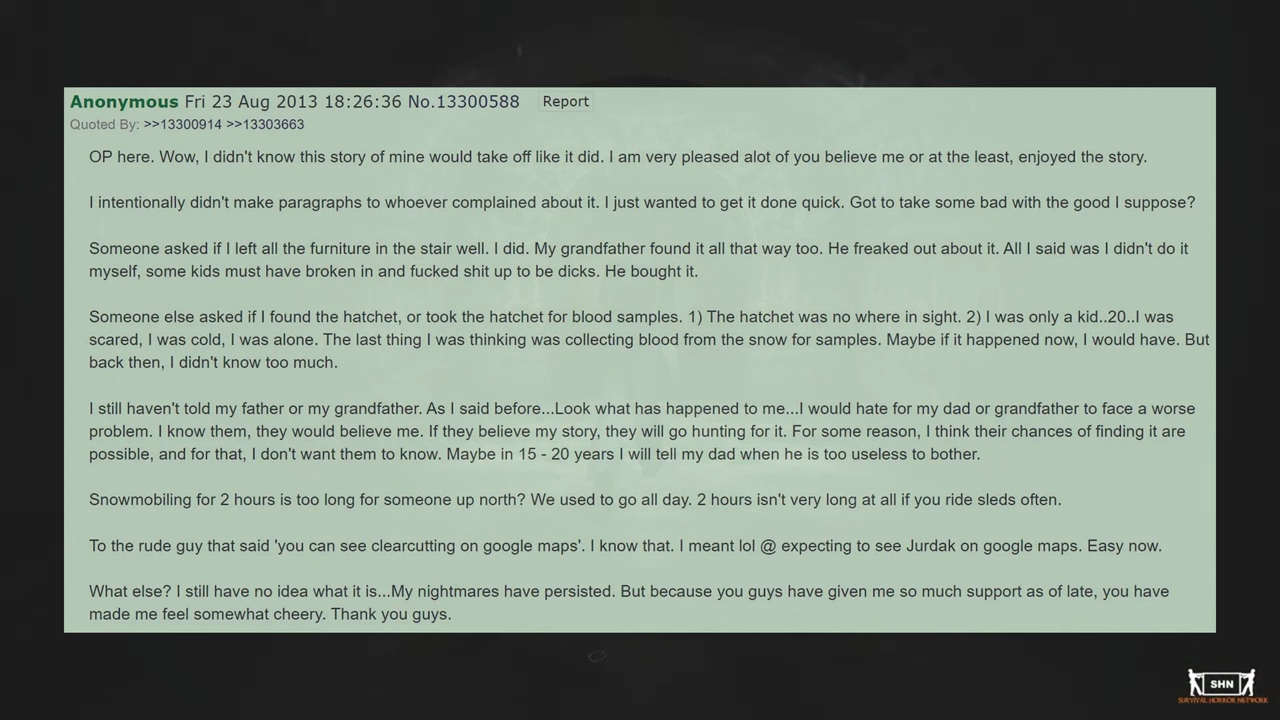 Anonymous Fri 23 Aug 2013 18:26:36 No.13300588 Report
Quoted By: >>13300914 >>13303663
OP here. Wow, I didn't know this story of mine would take off like it did. I am very pleased alot of you believe me or at the least, enjoyed the story.
I intentionally didn't make paragraphs to whoever complained about it. I just wanted to get it done quick. Got to take some bad with the good I suppose?
Someone asked if I left all the furniture in the stair well. I did. My grandfather found it all that way too. He freaked out about it. All I said was I didn't do it
myself, some kids must have broken in and fucked shit up to be dicks. He bought it.
Someone else asked if I found the hatchet, or took the hatchet for blood samples. 1) The hatchet was no where in sight. 2) I was only a kid..20..I was
scared, I was cold, I was alone. The last thing I was thinking was collecting blood from the snow for samples. Maybe if it happened now, I would have. But
back then, I didn't know too much.
I still haven't told my father or my grandfather. As I said before...Look what has happened to me...I would hate for my dad or grandfather to face a worse
problem. I know them, they would believe me. If they believe my story, they will go hunting for it. For some reason, I think their chances of finding it are
possible, and for that, I don't want them to know. Maybe in 15 - 20 years I will tell my dad when he is too useless to bother.
Snowmobiling for 2 hours is too long for someone up north? We used to go all day. 2 hours isn't very long at all if you ride sleds often.
To the rude guy that said 'you can see clearcutting on google maps'. I know that. I meant lol @ expecting to see Jurdak on google maps. Easy now.
What else? I still have no idea what it is...My nightmares have persisted. But because you guys have given me so much support as of late, you have
made me feel somewhat cheery. Thank you guys.
SHN
SURVIVAL HORROR NETWORK